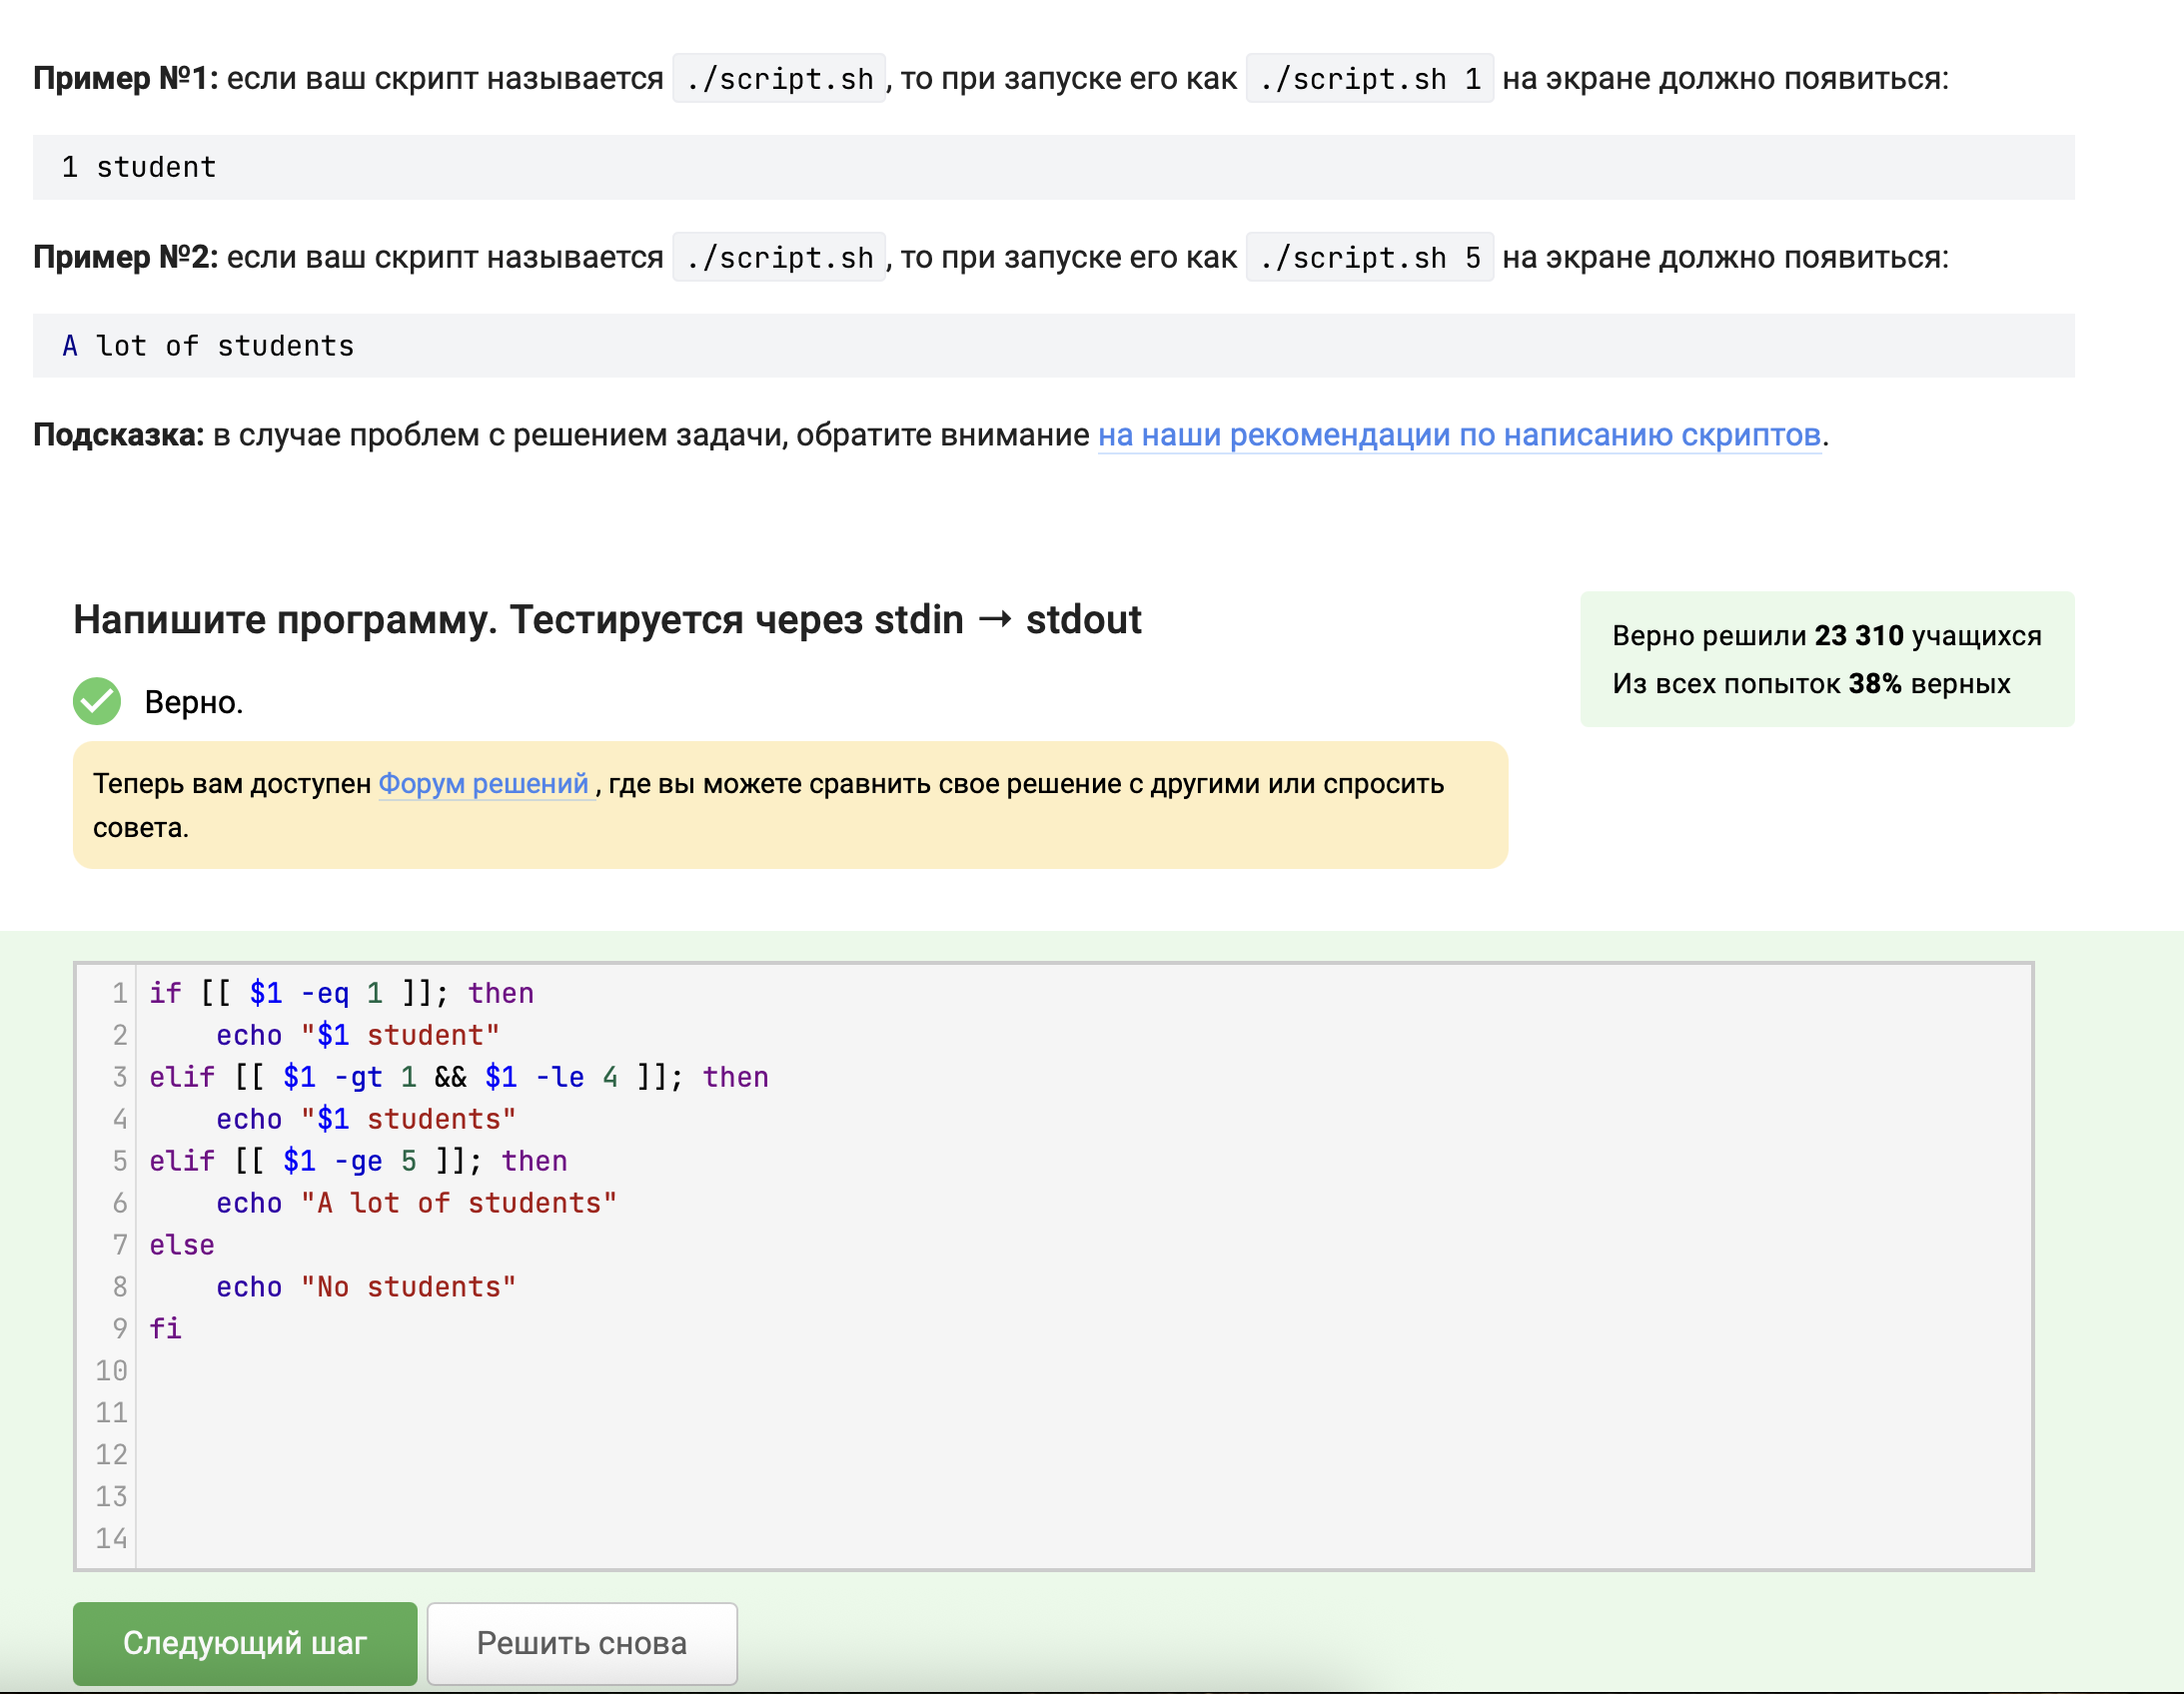 Пример №1: если ваш скрипт называется ./script.sh, то при запуске его как ./script.sh 1 на экране должно появиться:
1 student
Пример №2: если ваш скрипт называется ./script.sh, то при запуске его как ./script.sh 5 на экране должно появиться:
A lot of students
Подсказка: в случае проблем с решением задачи, обратите внимание на наши рекомендации по написанию скриптов.
Напишите программу. Тестируется через stdin → stdout
Верно решили 23 310 учащихся
Из всех попыток 38% верных
Верно.
Теперь вам доступен Форум решений, где вы можете сравнить свое решение с другими или спросить
совета.
1 if [[ $1 -eq 1 ]]; then
2     echo "$1 student"
3 elif [[ $1 -gt 1 && $1 -le 4 ]]; then
4     echo "$1 students"
5 elif [[ $1 -ge 5 ]]; then
6     echo "A lot of students"
7 else
8     echo "No students"
9 fi
10
11
12
13
14
Следующий шаг
Решить снова